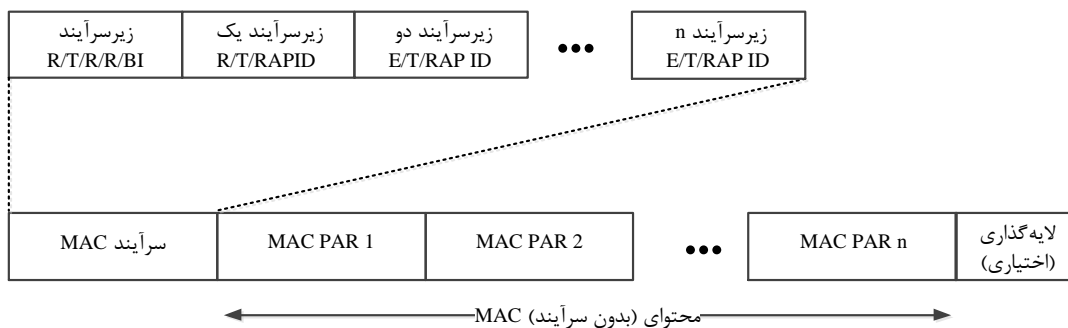 زیرسرآیند
R/T/R/R/BI
زیرسرآیند یک
R/T/RAPID
زیرسرآیند دو
E/T/RAP ID
زیرسرآیند n
E/T/RAP ID
سرآیند MAC
MAC PAR 1
MAC PAR 2
MAC PAR n
لایه‌گذاری
(اختیاری)
محتوای (بدون سرآیند) MAC